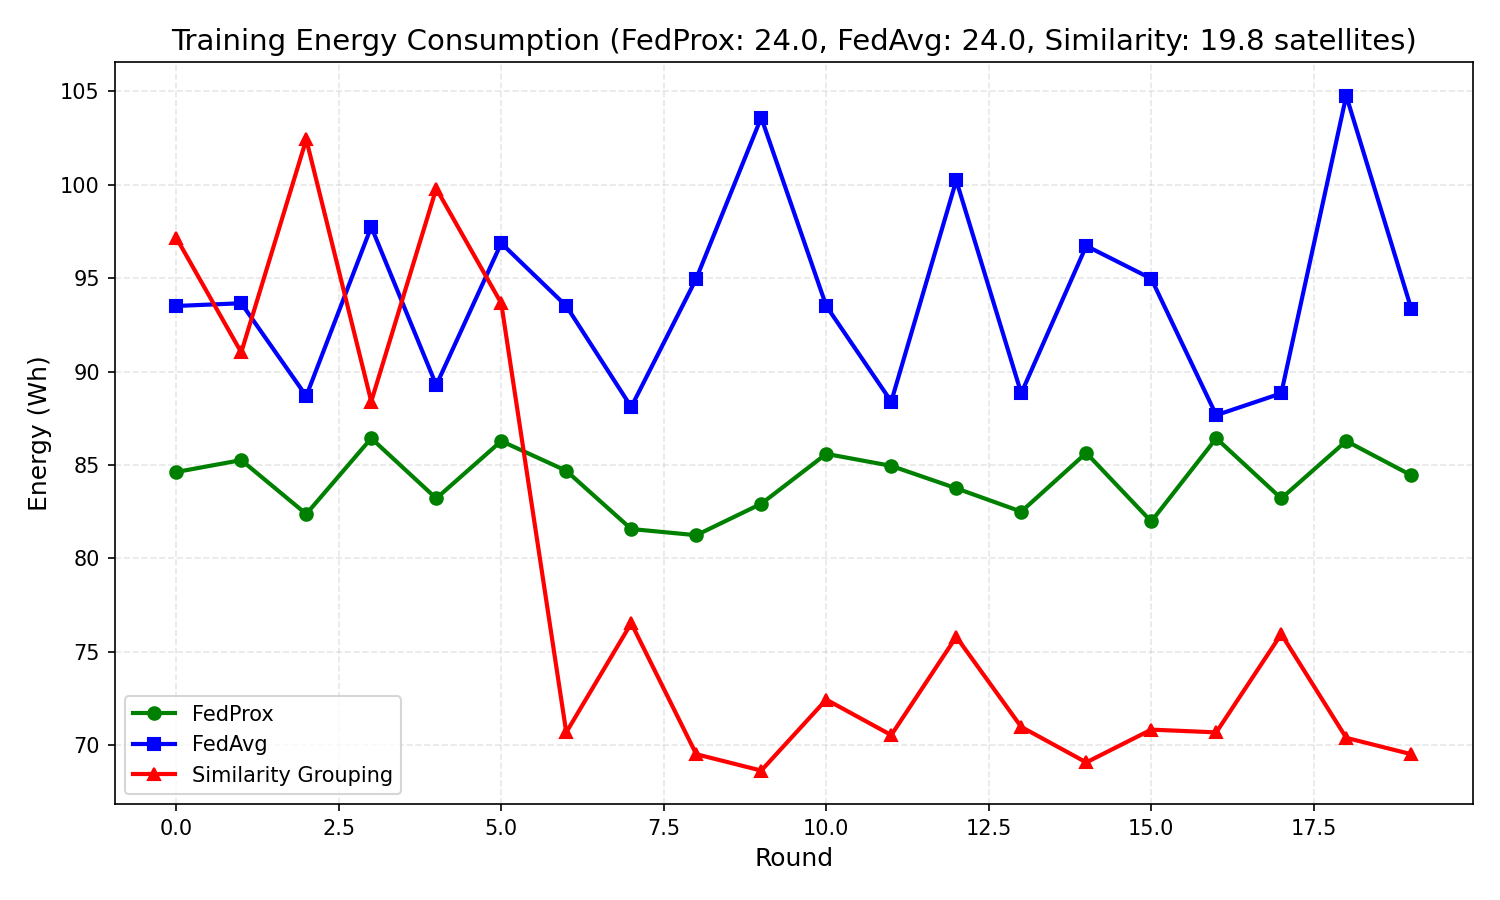 Training Energy Consumption (FedProx: 24.0, FedAvg: 24.0, Similarity: 19.8 satellites)
Energy (Wh)
105
100
95
90
85
80
75
70
FedProx
FedAvg
Similarity Grouping
0.0 2.5 5.0 7.5 10.0 12.5 15.0 17.5
Round